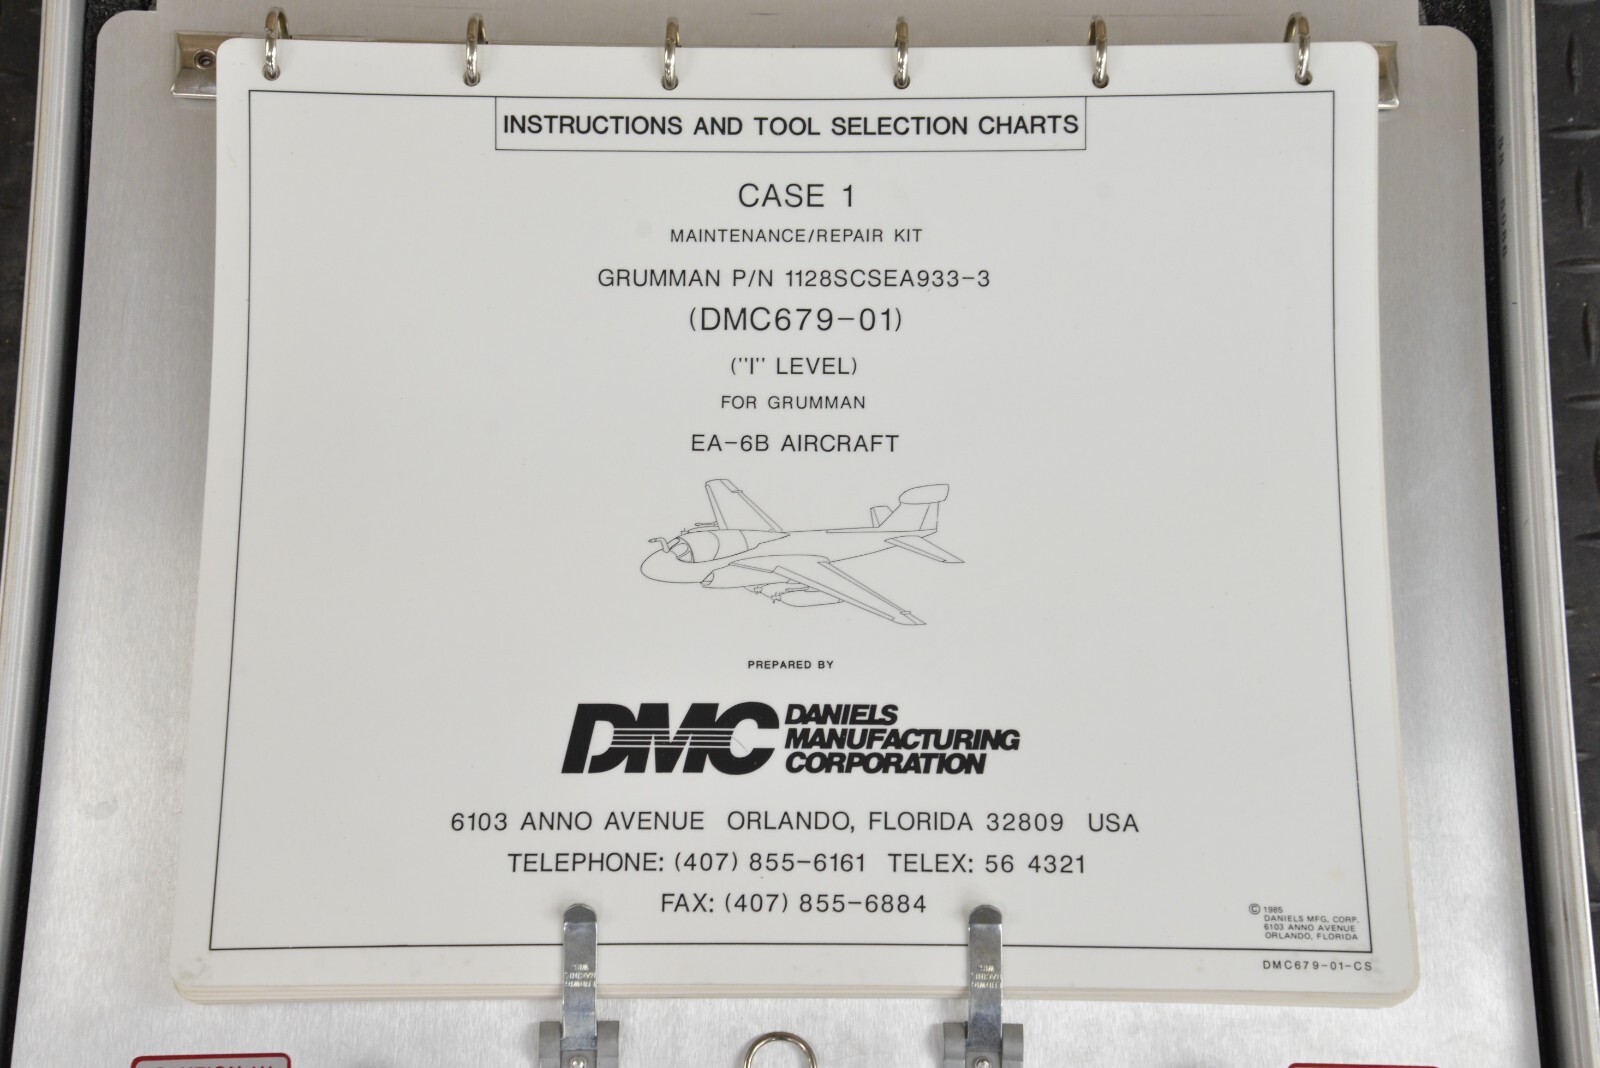 INSTRUCTIONS AND TOOL SELECTION CHARTS
CASE 1
MAINTENANCE/REPAIR KIT
GRUMMAN P/N 1128SCSEA933-3
(DMC679-01)
("I" LEVEL)
FOR GRUMMAN
EA-6B AIRCRAFT
PREPARED BY
DMC DANIELS
MANUFACTURING
CORPORATION
6103 ANNO AVENUE ORLANDO, FLORIDA 32809 USA
TELEPHONE: (407) 855-6161 TELEX: 56 4321
FAX: (407) 855-6884
© 1985
DANIELS MFG. CORP.
6103 ANNO AVENUE
ORLANDO, FLORIDA
DMC679-01-CS